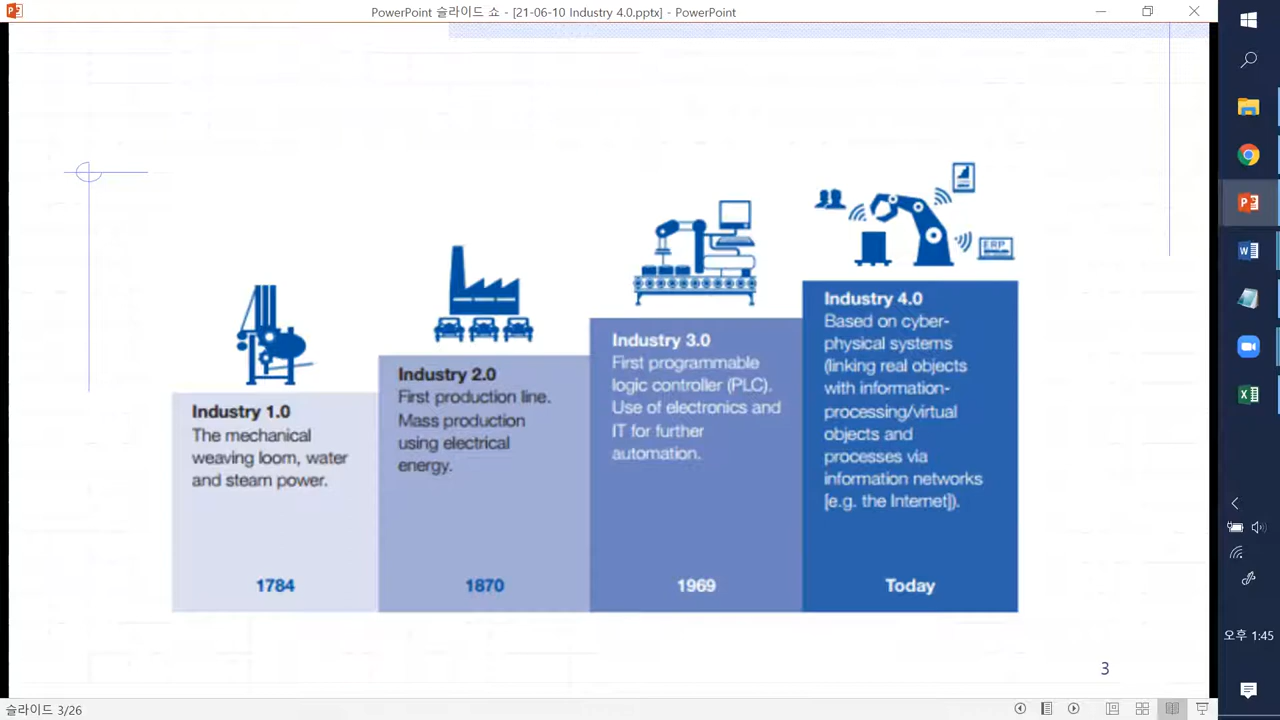 PowerPoint 슬라이드 쇼 - [21-06-10 Industry 4.0.pptx] - PowerPoint
ERP
Industry 1.0
The mechanical
weaving loom, water
and steam power.
1784
Industry 2.0
First production line.
Mass production
using electrical
energy.
1870
Industry 3.0
First programmable
logic controller (PLC).
Use of electronics and
IT for further
automation.
1969
Industry 4.0
Based on cyber-
physical systems
(linking real objects
with information-
processing/virtual
objects and
processes via
information networks
[e.g. the Internet]).
Today
3
오후 1:45
슬라이드 3/26